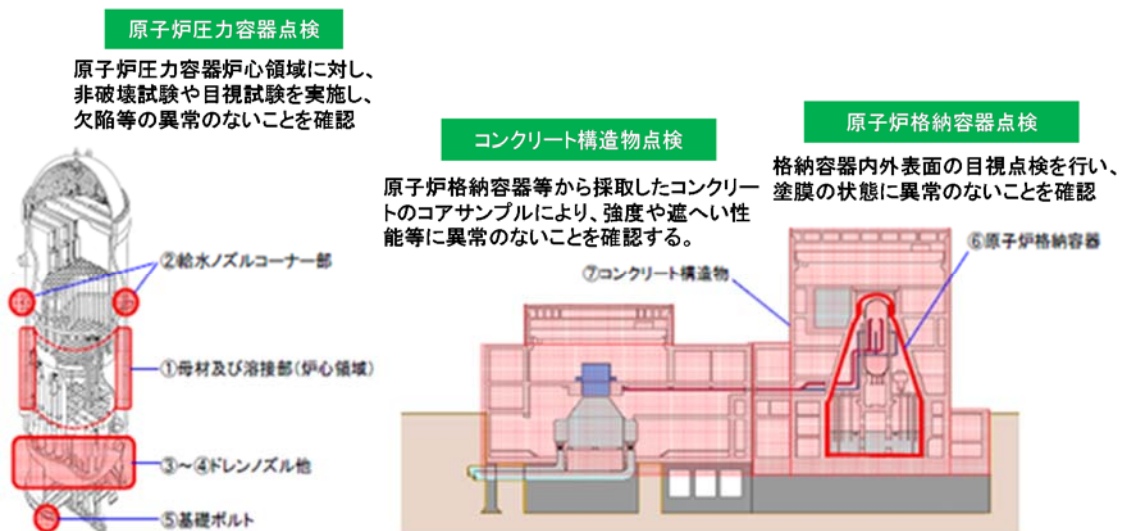 原子炉圧力容器点検
原子炉圧力容器炉心領域に対し、
非破壊試験や目視試験を実施し、
欠陥等の異常のないことを確認
②給水ノズルコーナー部
①母材及び溶接部(炉心領域)
③～④ドレンノズル他
⑤基礎ボルト
コンクリート構造物点検
原子炉格納容器等から採取したコンクリー
トのコアサンプルにより、強度や遮へい性
能等に異常のないことを確認する。
原子炉格納容器点検
格納容器内外表面の目視点検を行い、
塗膜の状態に異常のないことを確認
⑥原子炉格納容器
⑦コンクリート構造物